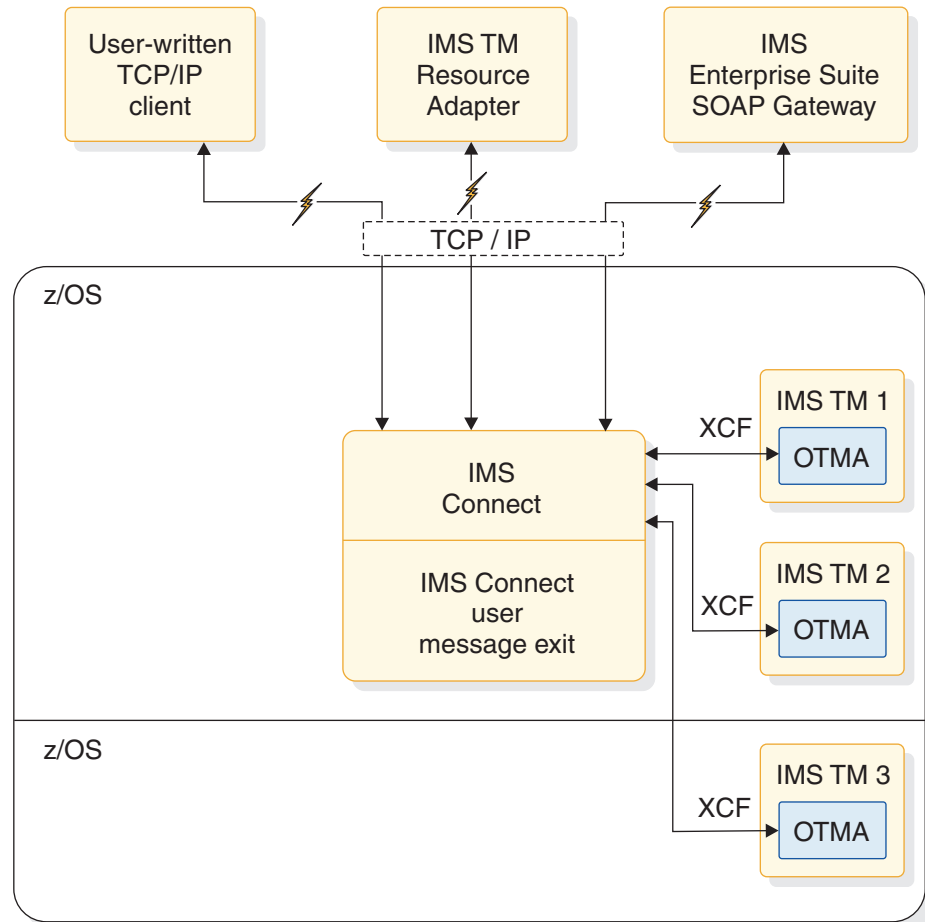 User-written
TCP/IP
client
IMS TM
Resource
Adapter
IMS
Enterprise Suite
SOAP Gateway
TCP / IP
z/OS
IMS
Connect
IMS Connect
user
message exit
XCF
IMS TM 1
OTMA
XCF
IMS TM 2
OTMA
z/OS
XCF
IMS TM 3
OTMA